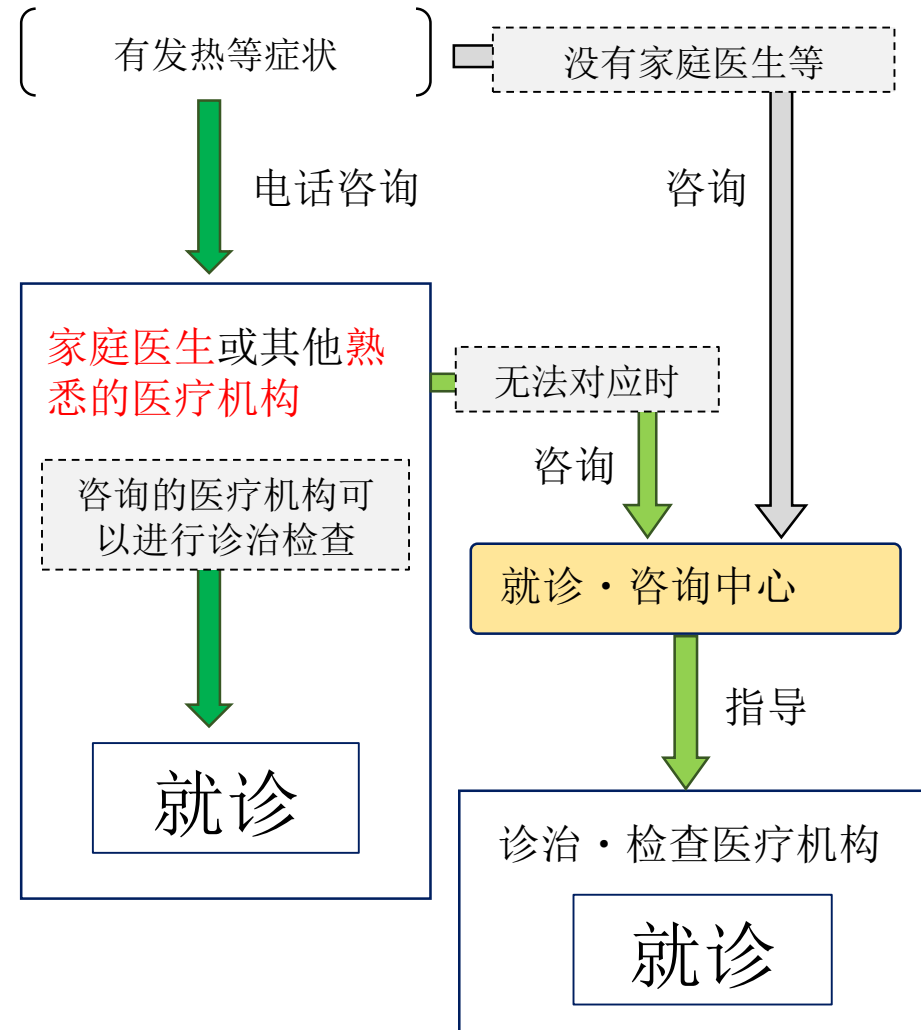 有发热等症状
没有家庭医生等
电话咨询
咨询
家庭医生或其他熟
悉的医疗机构
无法对应时
咨询
咨询的医疗机构可
以进行诊治检查
就诊・咨询中心
指导
就诊
诊治・检查医疗机构
就诊